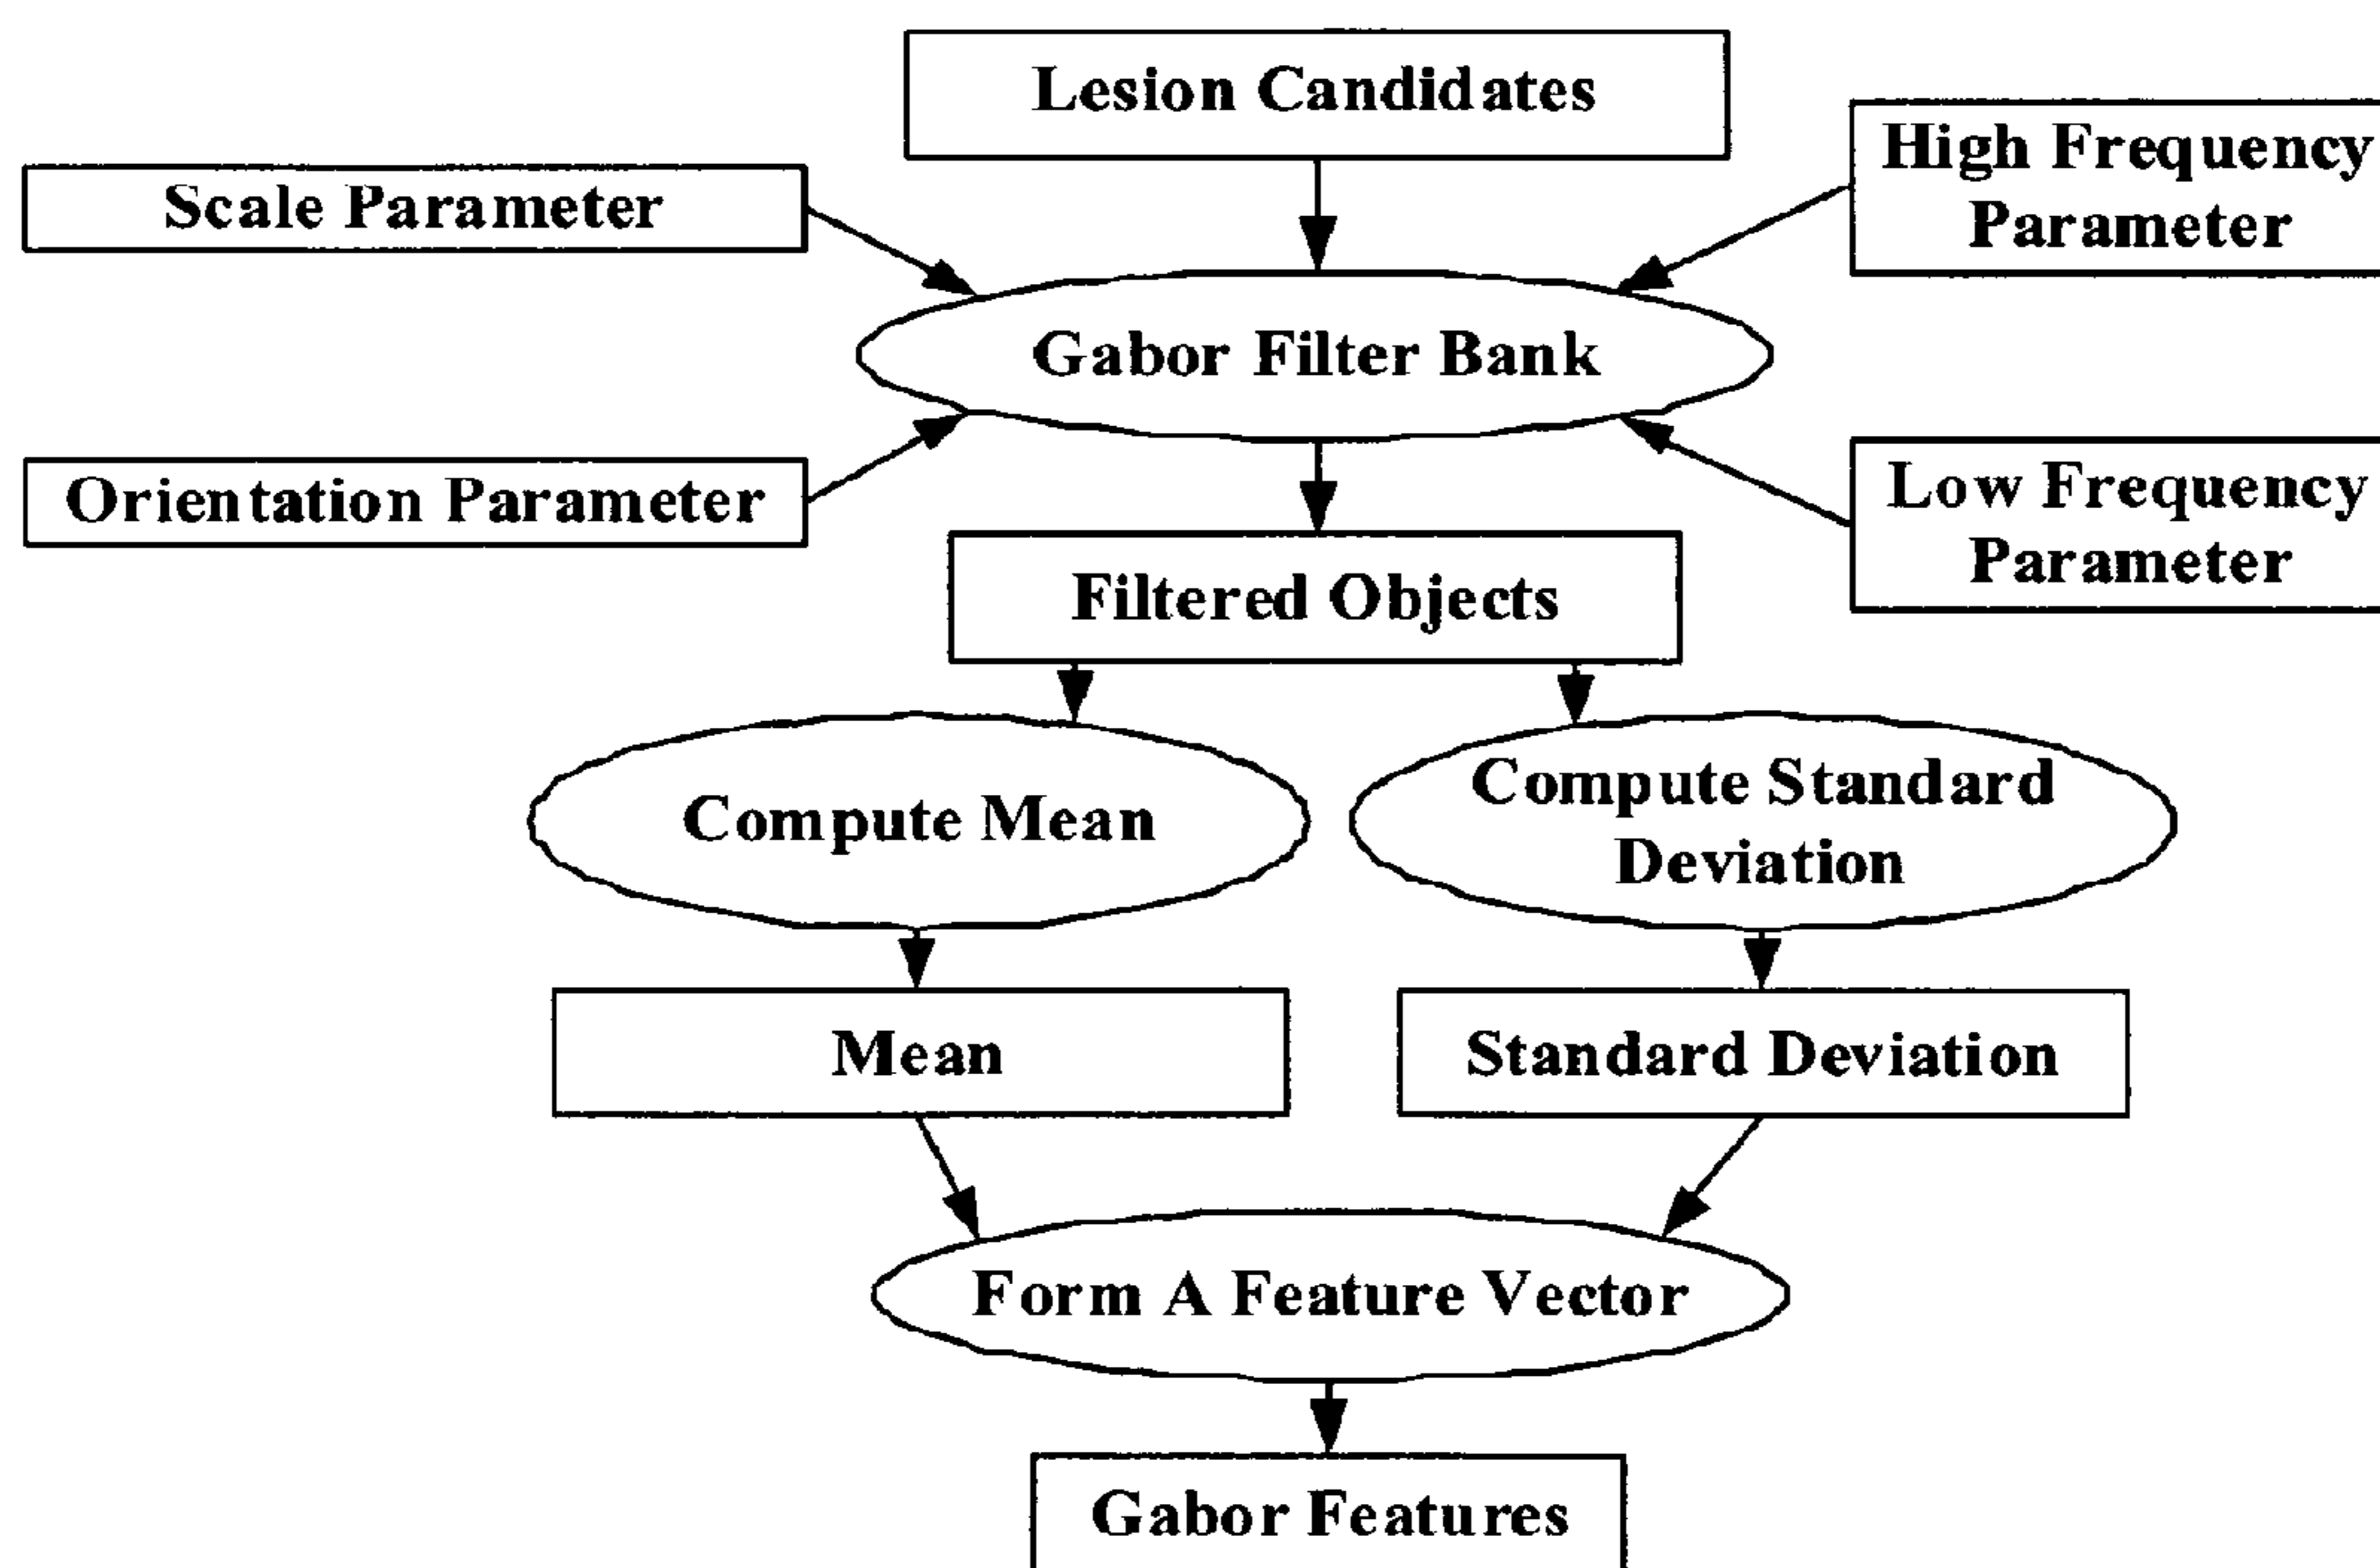 Lesion Candidates
High Frequency
Parameter
Scale Parameter
Gabor Filter Bank
Orientation Parameter
Low Frequency
Parameter
Filtered Objects
Compute Mean
Compute Standard
Deviation
Mean
Standard Deviation
Form A Feature Vector
Gabor Features